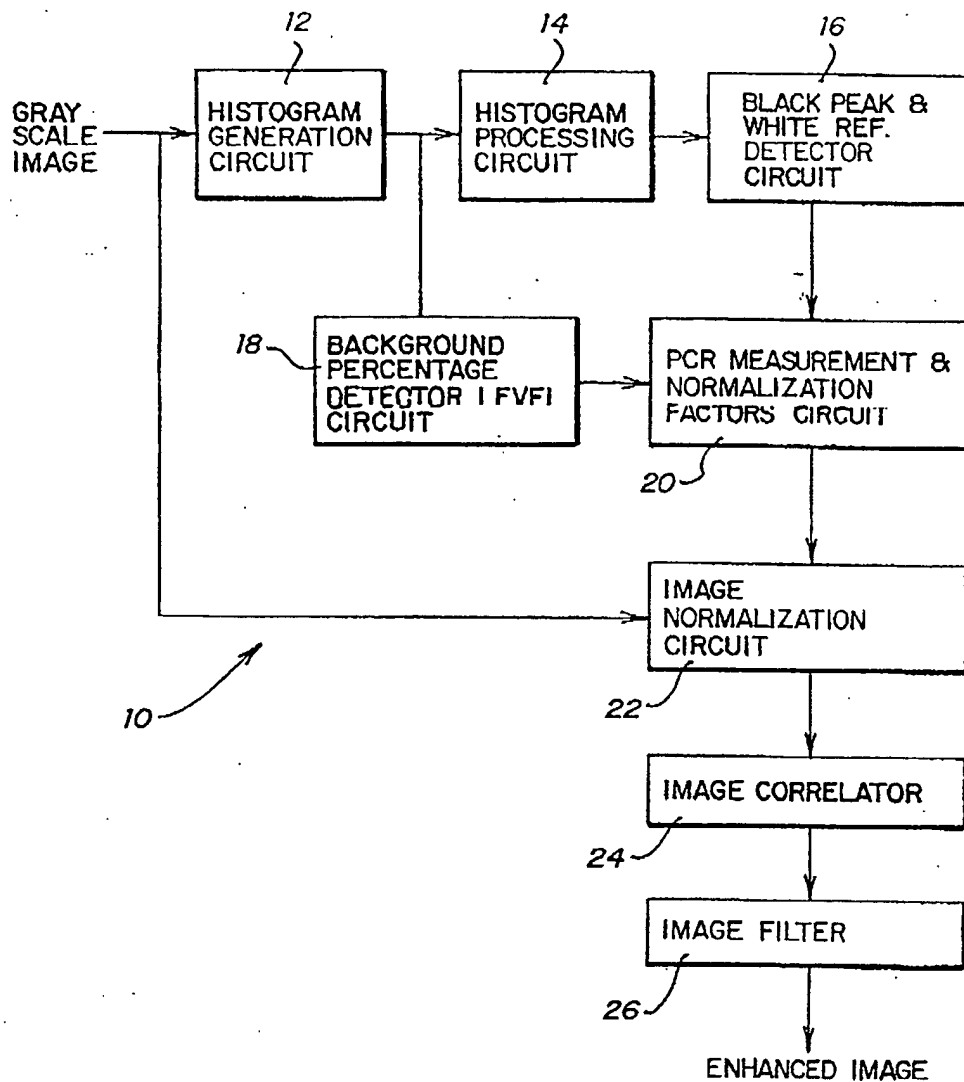 12
14
16
GRAY
SCALE
IMAGE
HISTOGRAM
GENERATION
CIRCUIT
HISTOGRAM
PROCESSING
CIRCUIT
BLACK PEAK &
WHITE REF.
DETECTOR
CIRCUIT
18
BACKGROUND
PERCENTAGE
DETECTOR
CIRCUIT
PCR MEASUREMENT &
NORMALIZATION
FACTORS CIRCUIT
20
IMAGE
NORMALIZATION
CIRCUIT
22
10
IMAGE CORRELATOR
24
IMAGE FILTER
26
ENHANCED IMAGE